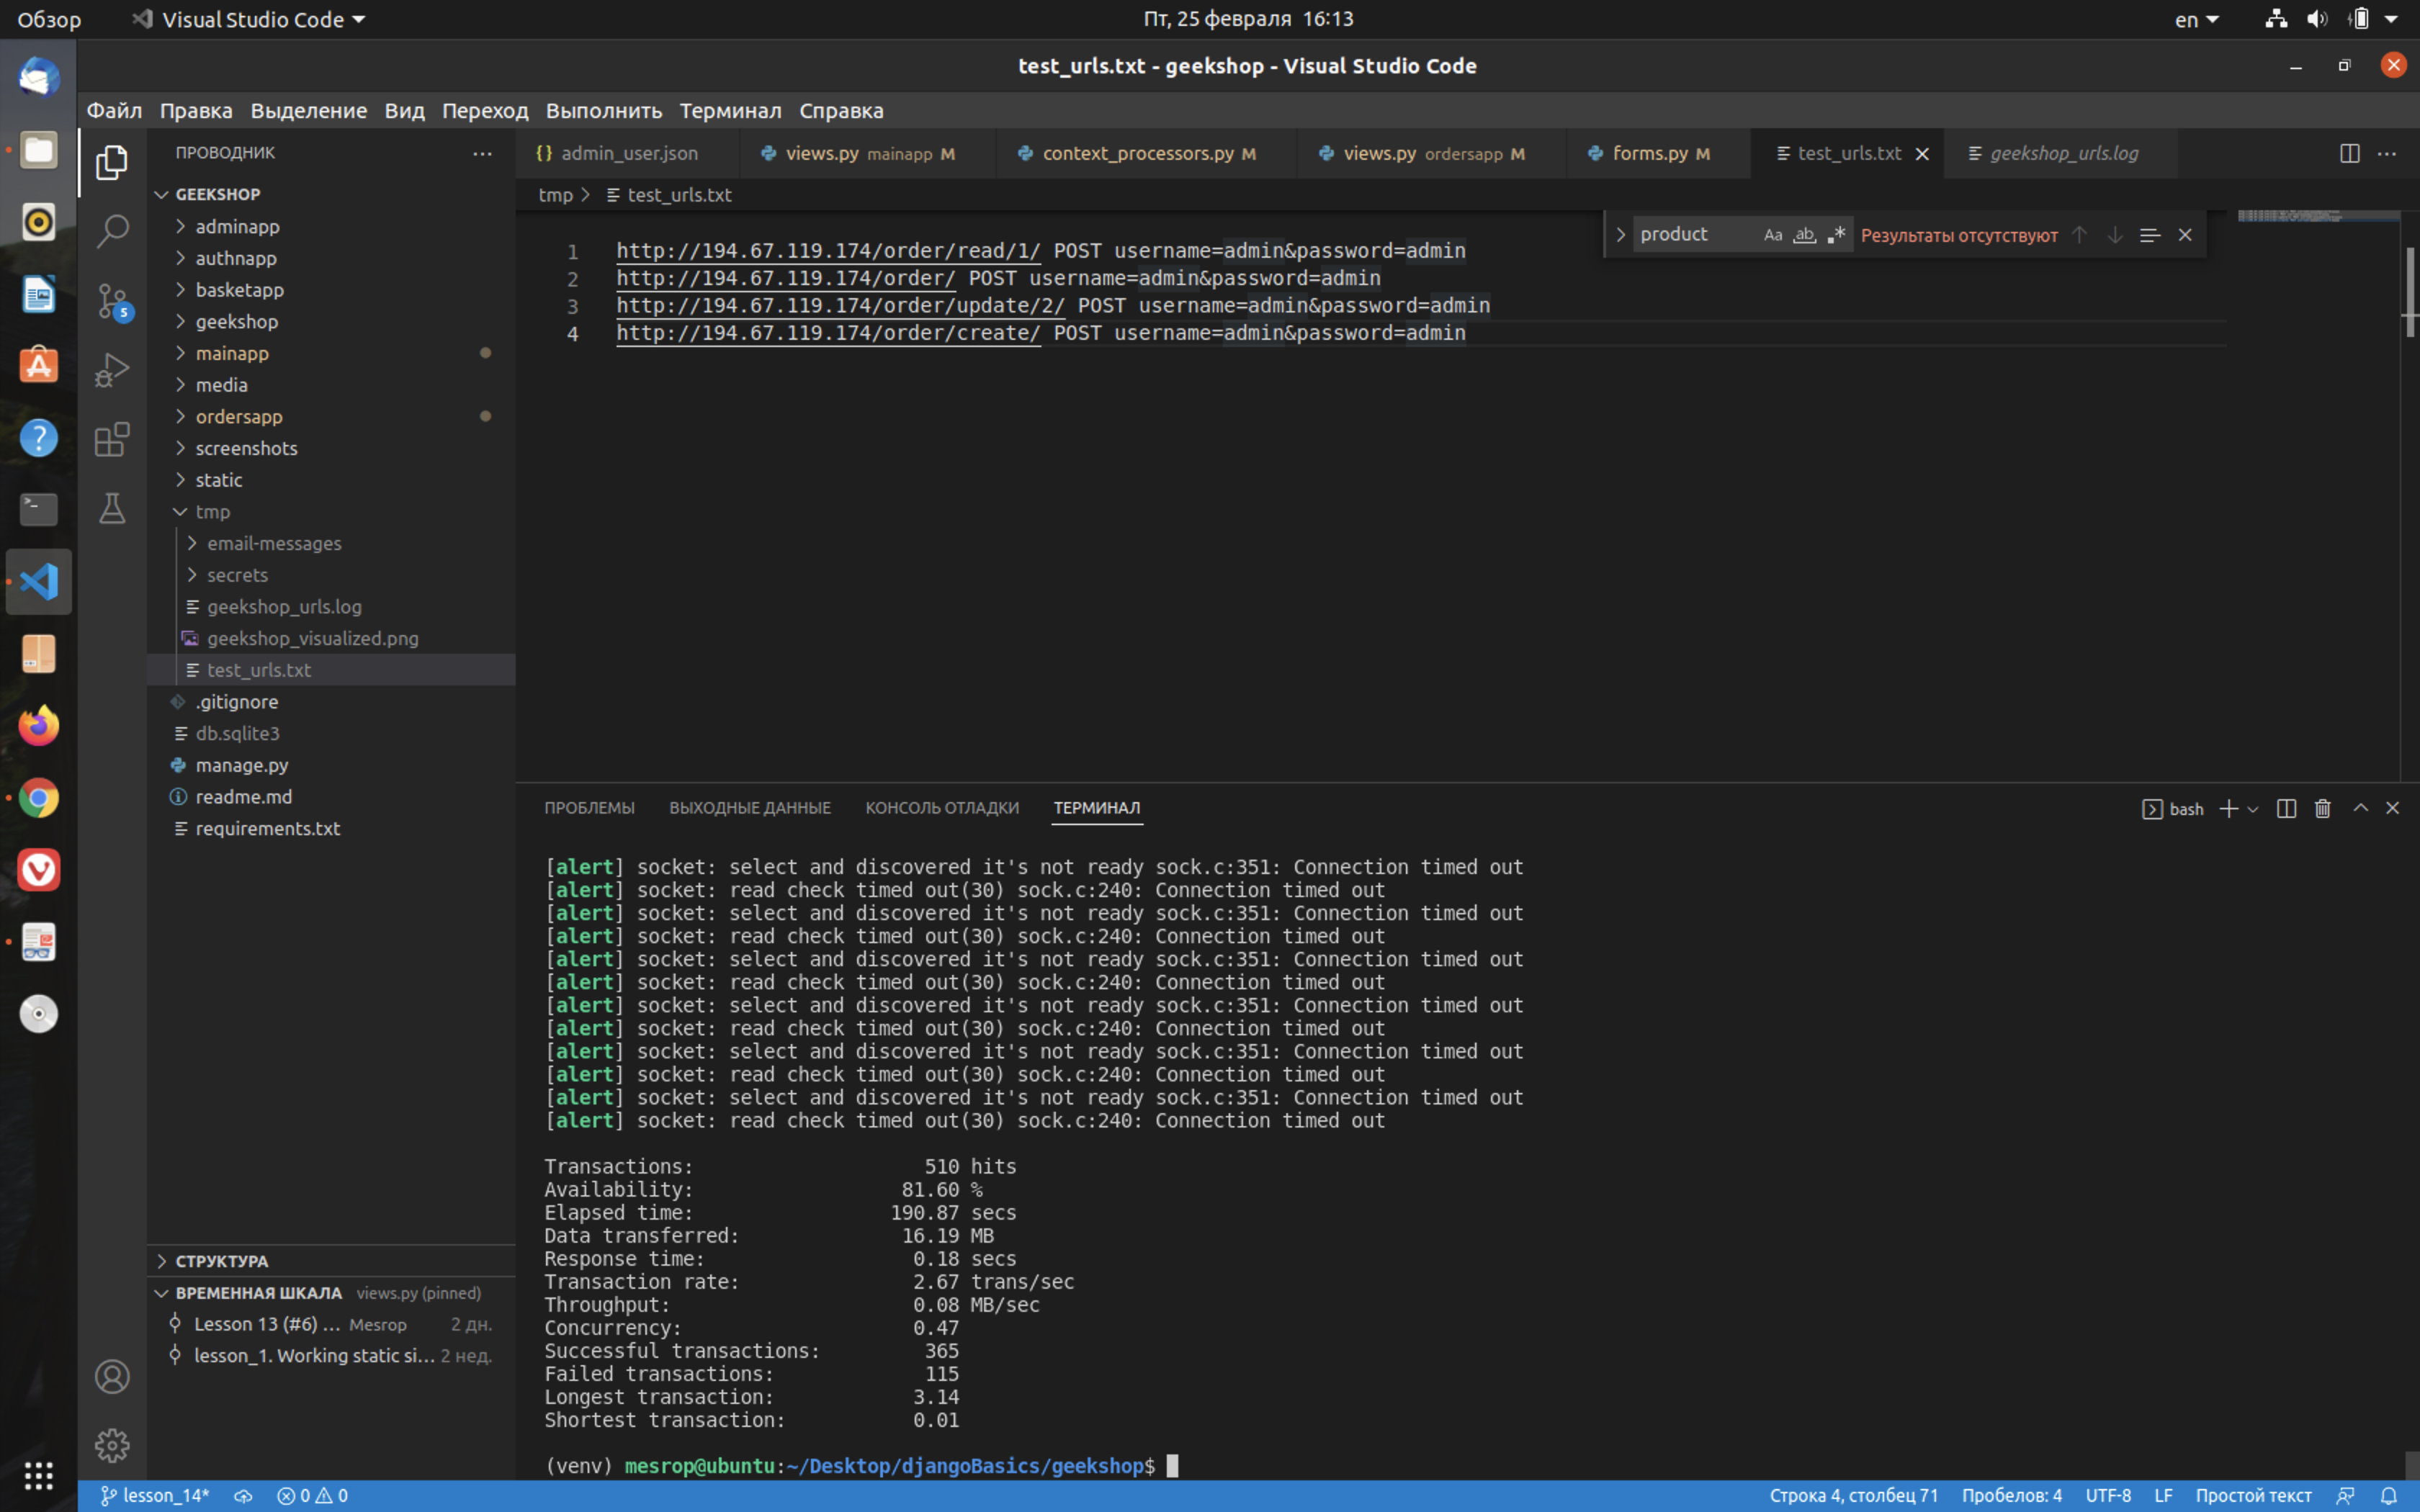 Обзор
Visual Studio Code
Пт, 25 февраля 16:13
en
test_urls.txt - geekshop - Visual Studio Code
Файл Правка Выделение Вид Переход Выполнить Терминал Справка
ПРОВОДНИК
GEEKSHOP
adminapp
authnapp
basketapp
geekshop
mainapp
media
ordersapp
screenshots
static
tmp
email-messages
secrets
geekshop_urls.log
geekshop_visualized.png
test_urls.txt
.gitignore
db.sqlite3
manage.py
readme.md
requirements.txt
5
СТРУКТУРА
ВРЕМЕННАЯ ШКАЛА views.py (pinned)
Lesson 13 (#6) ... Mesrop 2 дн.
lesson_1. Working static si... 2 нед.
{} admin_user.json
views.py mainapp M
context_processors.py M
views.py ordersapp M
forms.py M
test_urls.txt
geekshop_urls.log
tmp > test_urls.txt
product Aa ab .* Результаты отсутствуют
1 http://194.67.119.174/order/read/1/ POST username=admin&password=admin
2 http://194.67.119.174/order/ POST username=admin&password=admin
3 http://194.67.119.174/order/update/2/ POST username=admin&password=admin
4 http://194.67.119.174/order/create/ POST username=admin&password=admin
ПРОБЛЕМЫ ВЫХОДНЫЕ ДАННЫЕ КОНСОЛЬ ОТЛАДКИ ТЕРМИНАЛ
bash
[alert] socket: select and discovered it's not ready sock.c:351: Connection timed out
[alert] socket: read check timed out(30) sock.c:240: Connection timed out
[alert] socket: select and discovered it's not ready sock.c:351: Connection timed out
[alert] socket: read check timed out(30) sock.c:240: Connection timed out
[alert] socket: select and discovered it's not ready sock.c:351: Connection timed out
[alert] socket: read check timed out(30) sock.c:240: Connection timed out
[alert] socket: select and discovered it's not ready sock.c:351: Connection timed out
[alert] socket: read check timed out(30) sock.c:240: Connection timed out
[alert] socket: select and discovered it's not ready sock.c:351: Connection timed out
[alert] socket: read check timed out(30) sock.c:240: Connection timed out
[alert] socket: select and discovered it's not ready sock.c:351: Connection timed out
[alert] socket: read check timed out(30) sock.c:240: Connection timed out
Transactions: 510 hits
Availability: 81.60 %
Elapsed time: 190.87 secs
Data transferred: 16.19 MB
Response time: 0.18 secs
Transaction rate: 2.67 trans/sec
Throughput: 0.08 MB/sec
Concurrency: 0.47
Successful transactions: 365
Failed transactions: 115
Longest transaction: 3.14
Shortest transaction: 0.01
(venv) mesrop@ubuntu:~/Desktop/djangoBasics/geekshop$
lesson_14* 0 0
Строка 4, столбец 71 Пробелов: 4 UTF-8 LF Простой текст